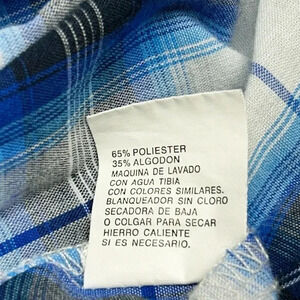 65% POLIESTER
35% ALGODON
MAQUINA DE LAVADO
CON AGUA TIBIA
CON COLORES SIMILARES.
BLANQUEADOR SIN CLORO
SECADORA DE BAJA
O COLGAR PARA SECAR
HIERRO CALIENTE
SI ES NECESARIO.